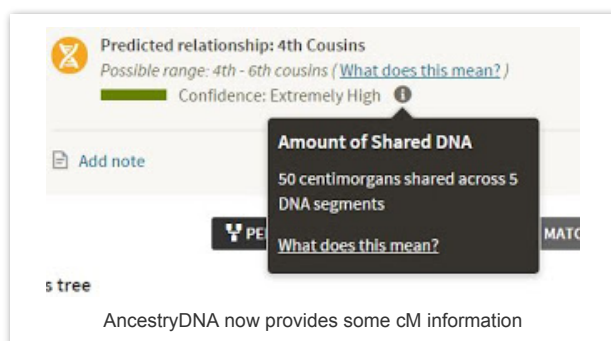 Predicted relationship: 4th Cousins
Possible range: 4th - 6th cousins ( What does this mean? )
Confidence: Extremely High
Add note
Amount of Shared DNA
50 centimorgans shared across 5
DNA segments
What does this mean?
PE
MATC
s tree
AncestryDNA now provides some cM information